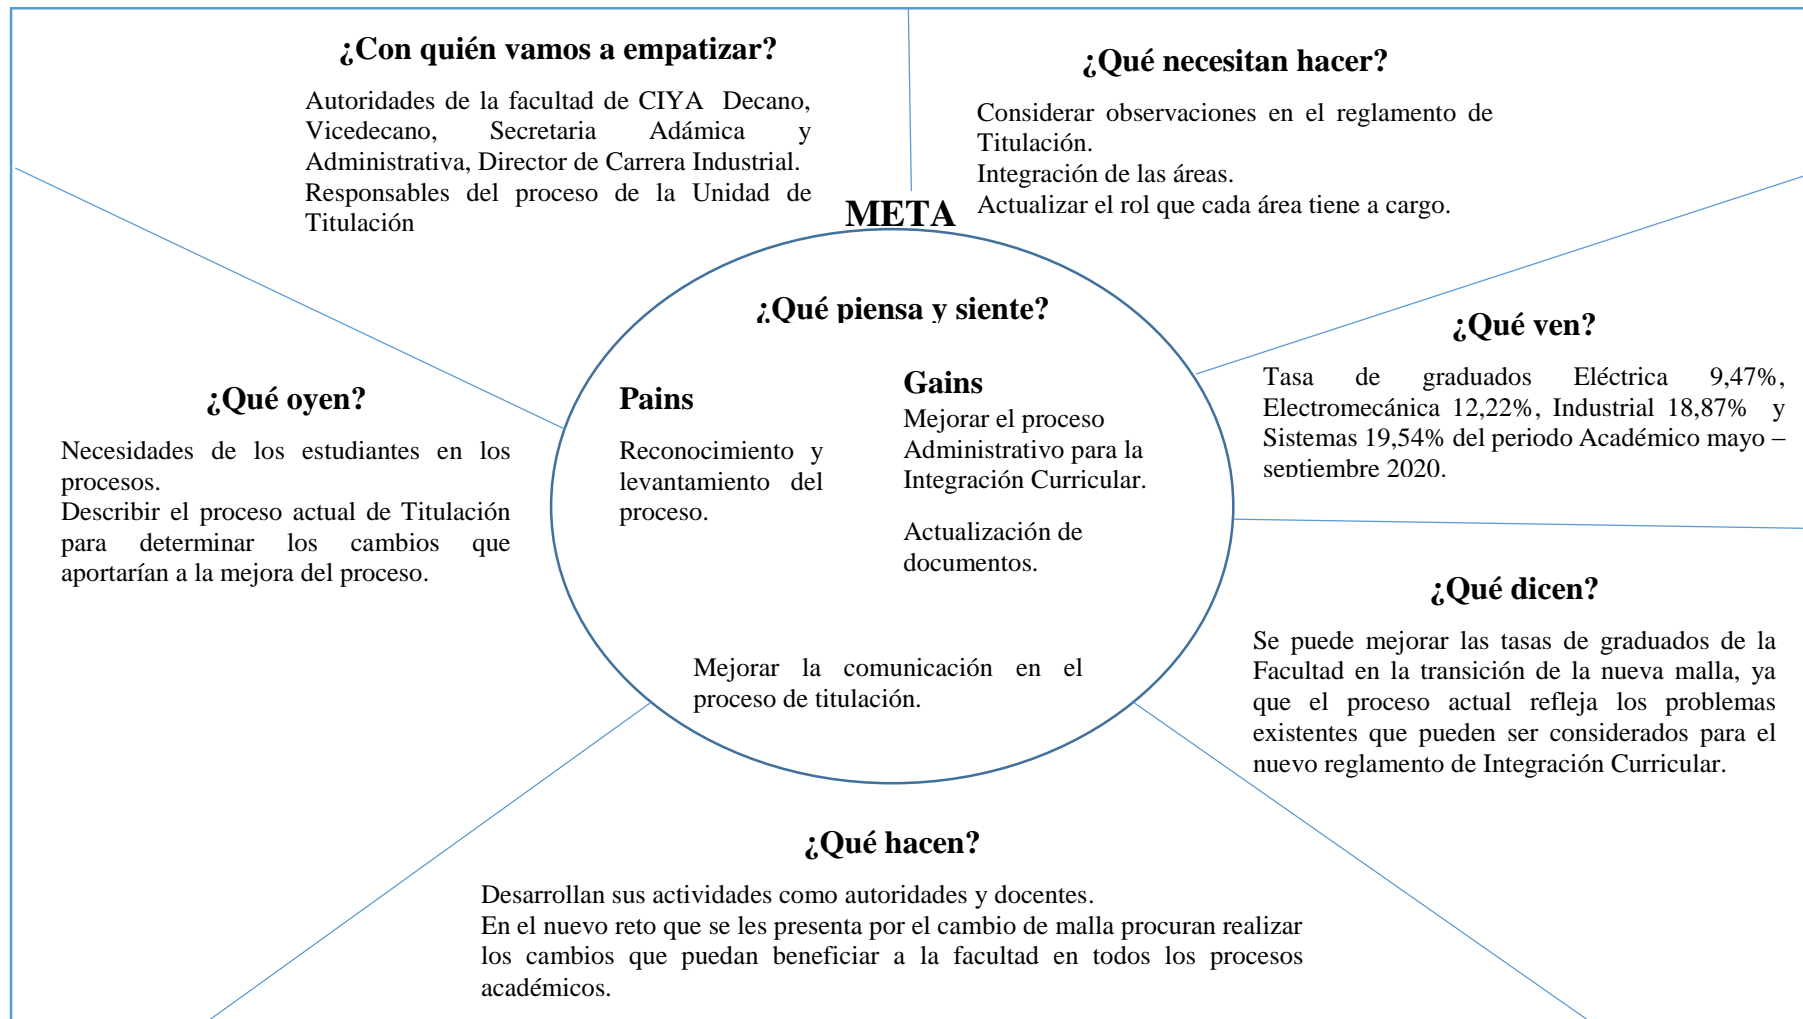 ¿Con quién vamos a empatizar?
Autoridades de la facultad de CIYA Decano,
Vicedecano, Secretaria Adámica y
Administrativa, Director de Carrera Industrial.
Responsables del proceso de la Unidad de
Titulación
¿Qué necesitan hacer?
Considerar observaciones en el reglamento de
Titulación.
Integración de las áreas.
Actualizar el rol que cada área tiene a cargo.
META
¿Qué piensa y siente?
Pains
Reconocimiento y
levantamiento del
proceso.
Gains
Mejorar el proceso
Administrativo para la
Integración Curricular.
Actualización de
documentos.
Mejorar la comunicación en el
proceso de titulación.
¿Qué oyen?
Necesidades de los estudiantes en los
procesos.
Describir el proceso actual de Titulación
para determinar los cambios que
aportarían a la mejora del proceso.
¿Qué ven?
Tasa de graduados Eléctrica 9,47%,
Electromecánica 12,22%, Industrial 18,87% y
Sistemas 19,54% del periodo Académico mayo –
septiembre 2020.
¿Qué dicen?
Se puede mejorar las tasas de graduados de la
Facultad en la transición de la nueva malla, ya
que el proceso actual refleja los problemas
existentes que pueden ser considerados para el
nuevo reglamento de Integración Curricular.
¿Qué hacen?
Desarrollan sus actividades como autoridades y docentes.
En el nuevo reto que se les presenta por el cambio de malla procuran realizar
los cambios que puedan beneficiar a la facultad en todos los procesos
académicos.